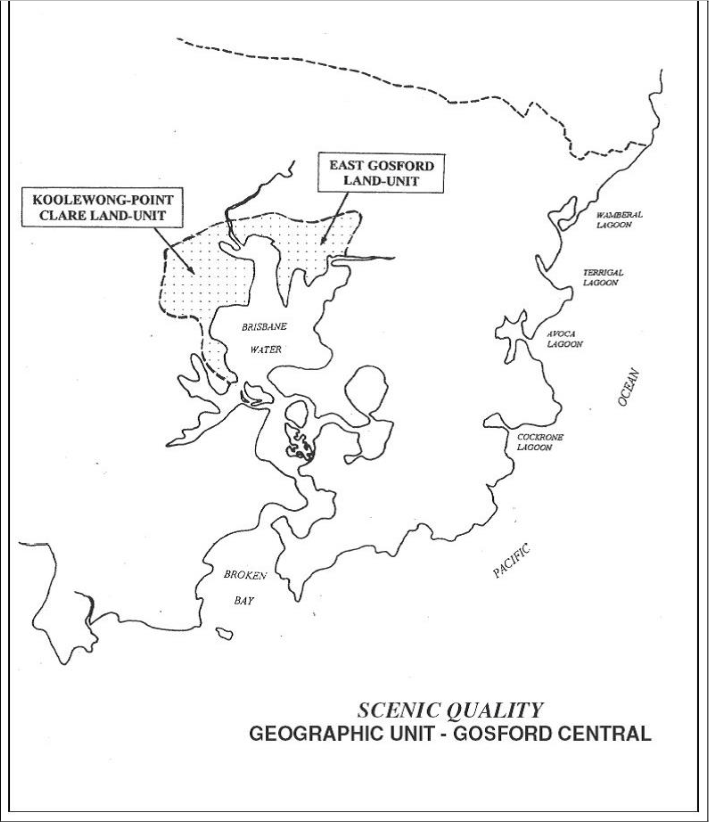 EAST GOSFORD
LAND-UNIT
KOOLEWONG-POINT
CLARE LAND-UNIT
WAMBERAL
LAGOON
TERRIGAL
LAGOON
BRISBANE
WATER
AVOCA
LAGOON
OCEAN
COCKRONE
LAGOON
PACIFIC
BROKEN
BAY
SCENIC QUALITY
GEOGRAPHIC UNIT - GOSFORD CENTRAL